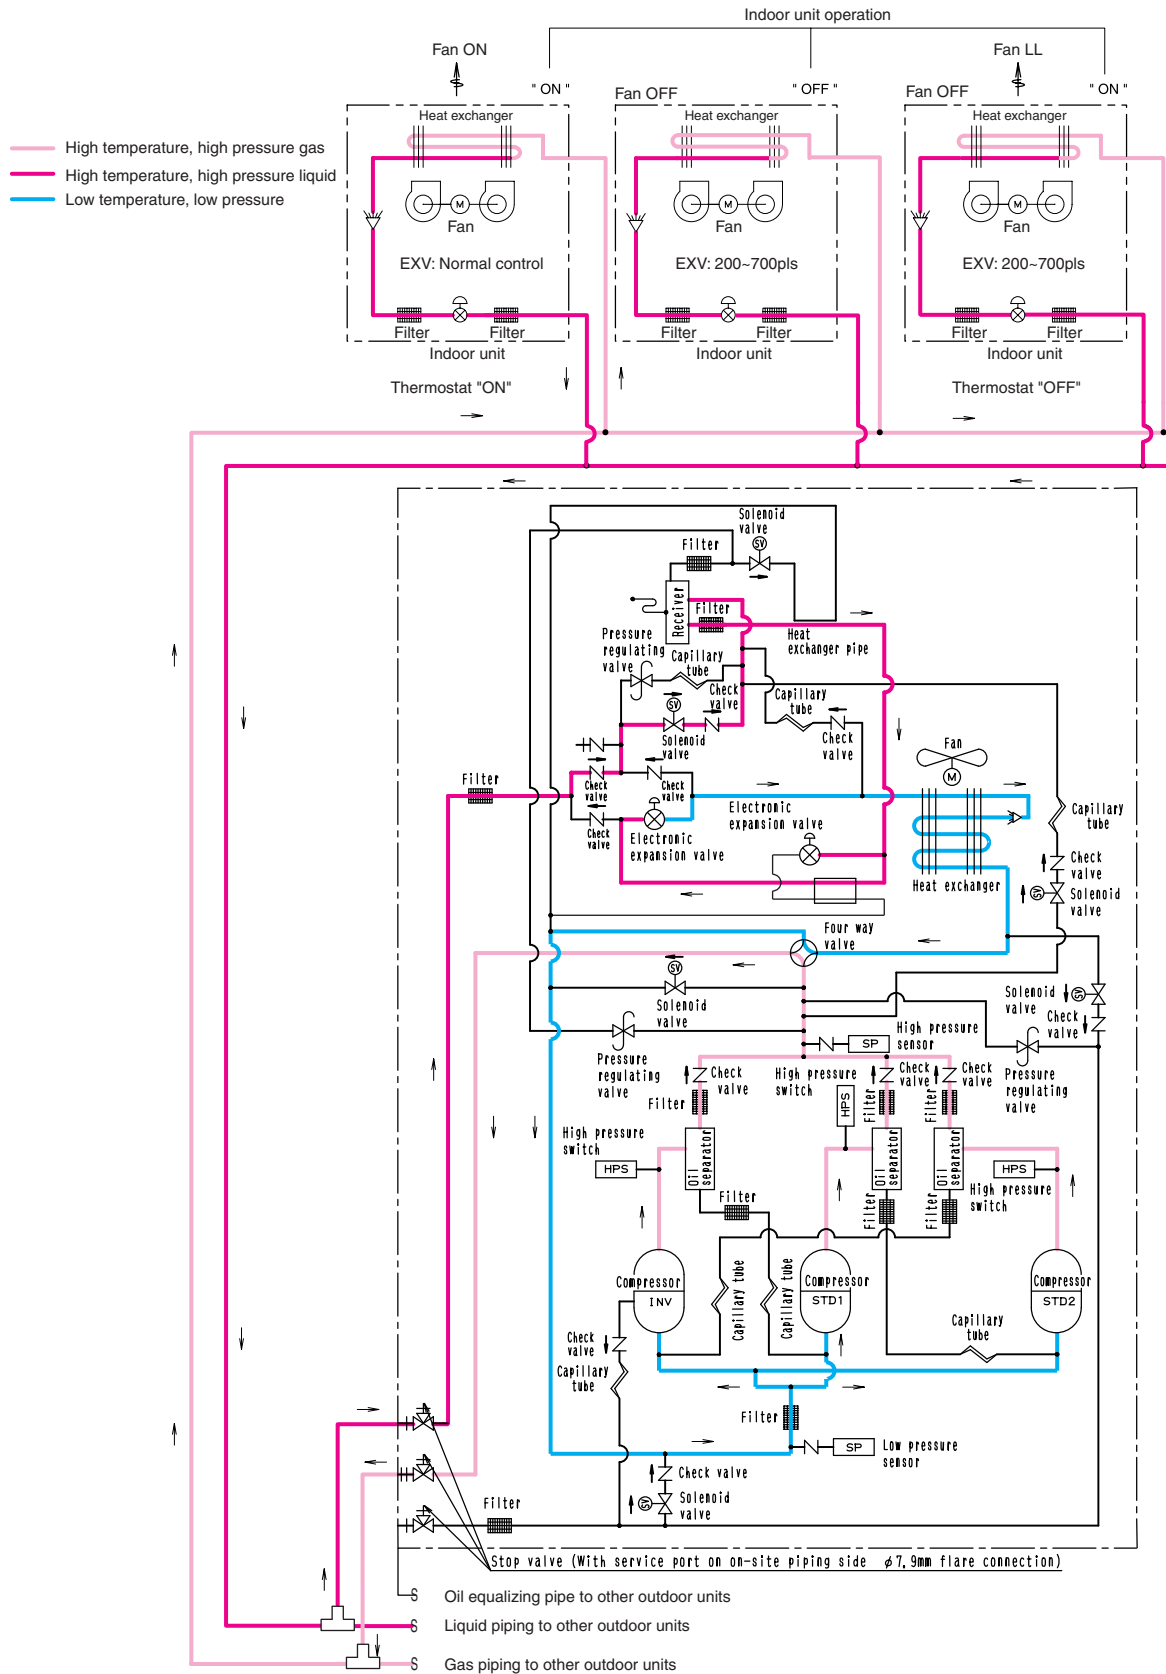 Indoor unit operation
Fan ON
Fan LL
" ON "
Fan OFF
" OFF "
Fan OFF
" ON "
Heat exchanger
Heat exchanger
Heat exchanger
High temperature, high pressure gas
High temperature, high pressure liquid
Low temperature, low pressure
M
M
M
Fan
Fan
Fan
EXV: Normal control
EXV: 200~700pls
EXV: 200~700pls
Filter
Filter
Filter
Filter
Filter
Filter
Indoor unit
Indoor unit
Indoor unit
Thermostat "ON"
Thermostat "OFF"
Solenoid
valve
SV
Filter
Receiver
Filter
Heat
exchanger pipe
Pressure
regulating
valve
Capillary
tube
Check
valve
Capillary
tube
SV
Solenoid
valve
Check
valve
Fan
M
Filter
Check
valve
Check
valve
Check
valve
Electronic
expansion valve
Electronic
expansion valve
Capillary
tube
Check
valve
SV
Solenoid
valve
Heat exchanger
Four way
valve
SV
Solenoid
valve
Solenoid
valve
SV
Check
valve
High pressure
sensor
SP
Pressure
regulating
valve
Check
valve
High pressure
switch
Check
valve
Check
valve
Pressure
regulating
valve
Filter
HPS
Filter
Filter
High pressure
switch
HPS
Oil
separator
Oil
separator
Oil
separator
HPS
High pressure
switch
Filter
Filter
Filter
Compressor
INV
Capillary tube
Capillary tube
Compressor
STD1
Compressor
STD2
Capillary
tube
Check
valve
Capillary
tube
Filter
SP
Low pressure
sensor
Check valve
SV
Solenoid
valve
Filter
Stop valve (With service port on on-site piping side φ7.9mm flare connection)
Oil equalizing pipe to other outdoor units
Liquid piping to other outdoor units
Gas piping to other outdoor units